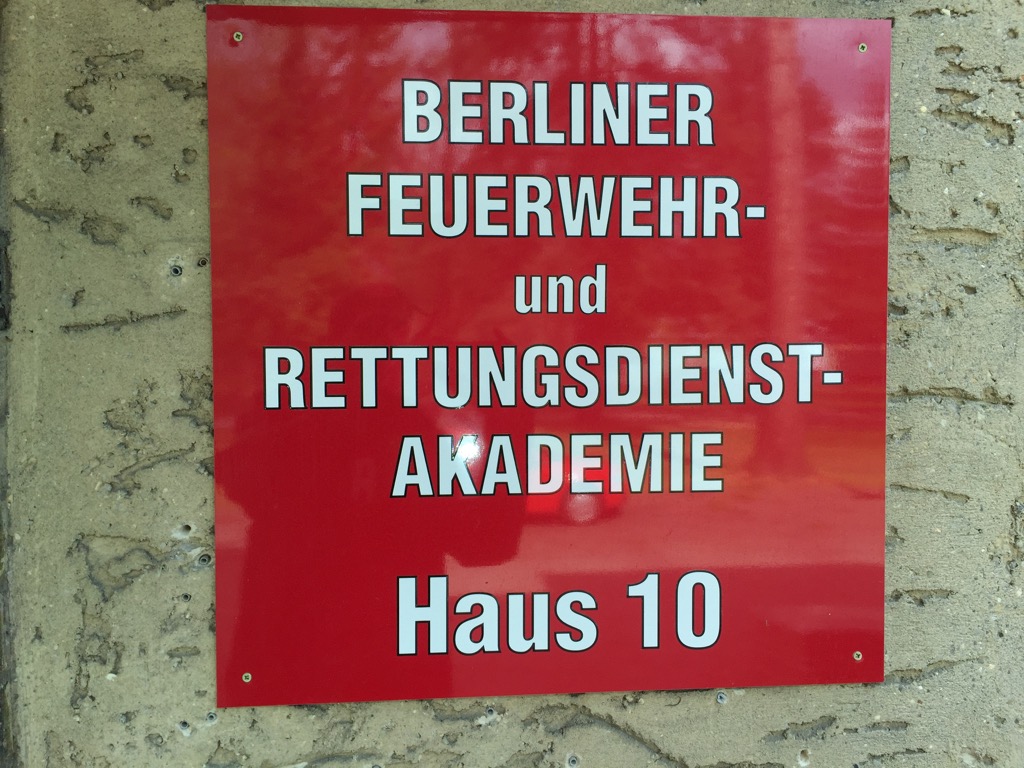 BERLINER
FEUERWEHR-
und
RETTUNGSDIENST-
AKADEMIE
Haus 10